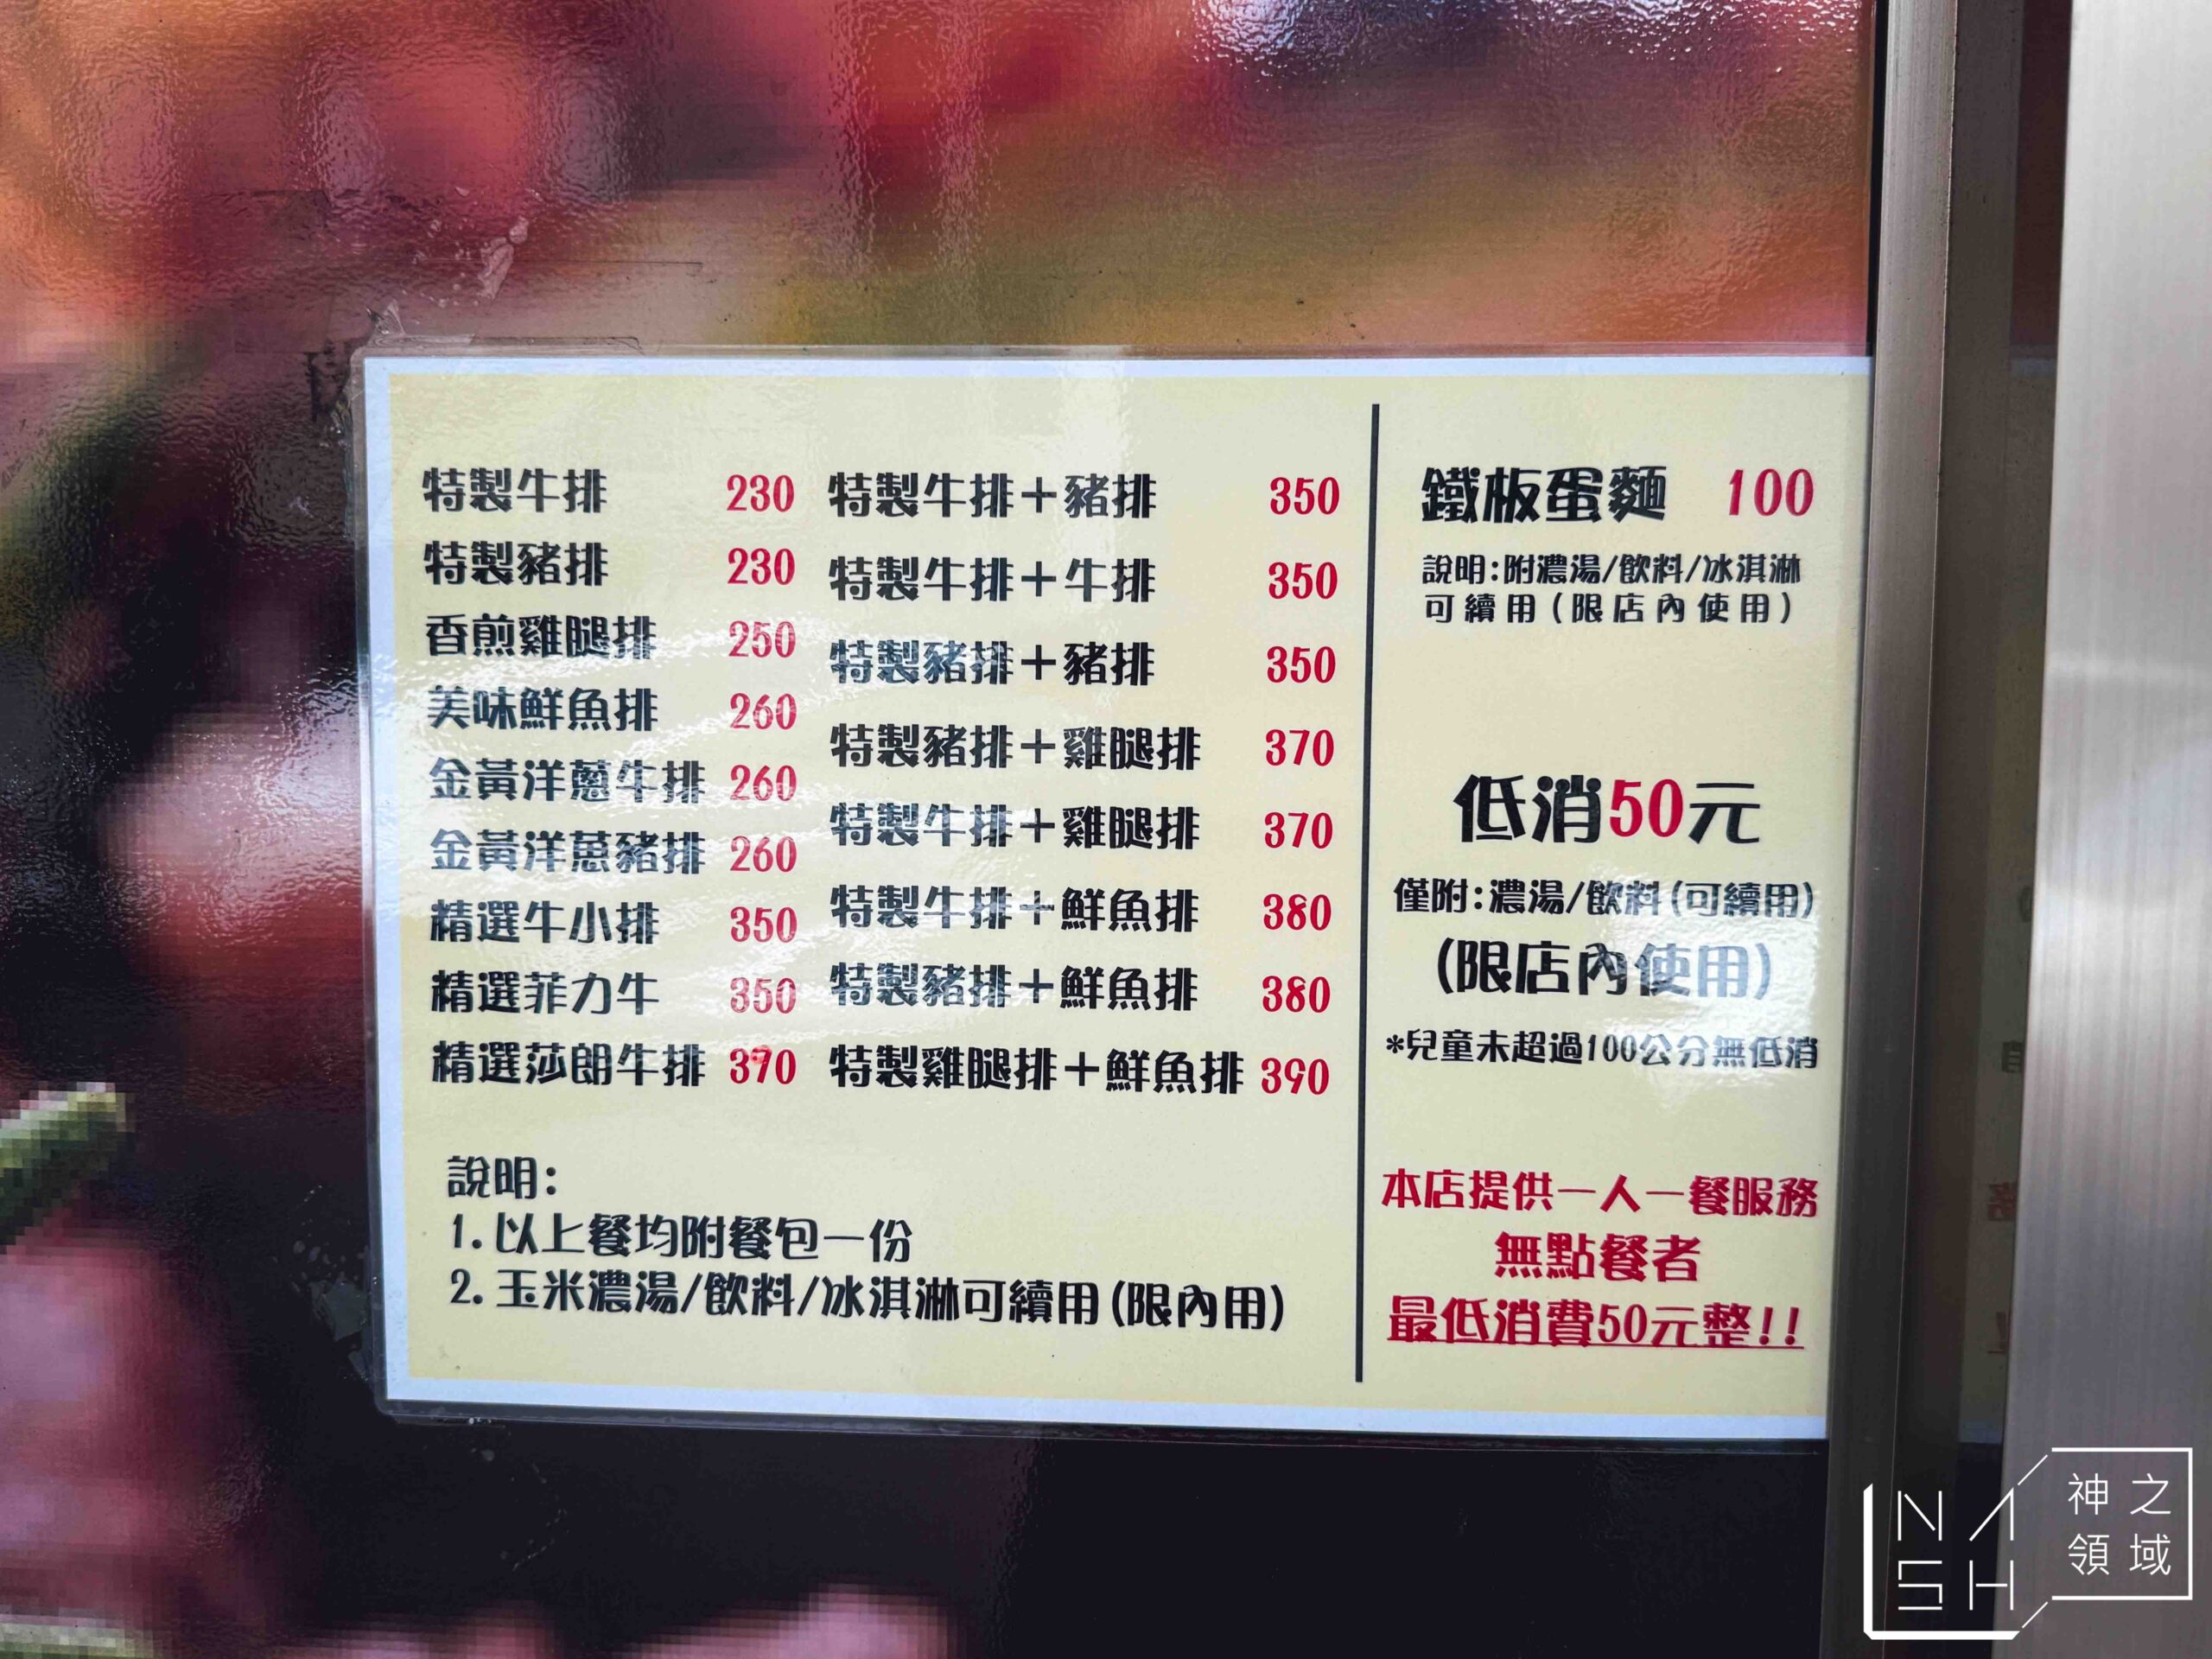 特製牛排 230
特製豬排 230
香煎雞腿排 250
美味鮮魚排 260
金黃洋蔥牛排 260
金黃洋蔥豬排 260
精選牛小排 350
精選菲力牛 350
精選莎朗牛排 370
特製牛排+豬排 350
特製牛排+牛排 350
特製豬排+豬排 350
特製豬排+雞腿排 370
特製牛排+雞腿排 370
特製牛排+鮮魚排 380
特製豬排+鮮魚排 380
特製雞腿排+鮮魚排 390
說明:
1.以上餐均附餐包一份
2.玉米濃湯/飲料/冰淇淋可續用(限內用)
鐵板蛋麵 100
說明:附濃湯/飲料/冰淇淋
可續用(限店內使用)
低消50元
僅附:濃湯/飲料(可續用)
(限店內使用)
*兒童未超過100公分無低消
本店提供一人一餐服務
無點餐者
最低消費50元整!!
NASH
神之
領域